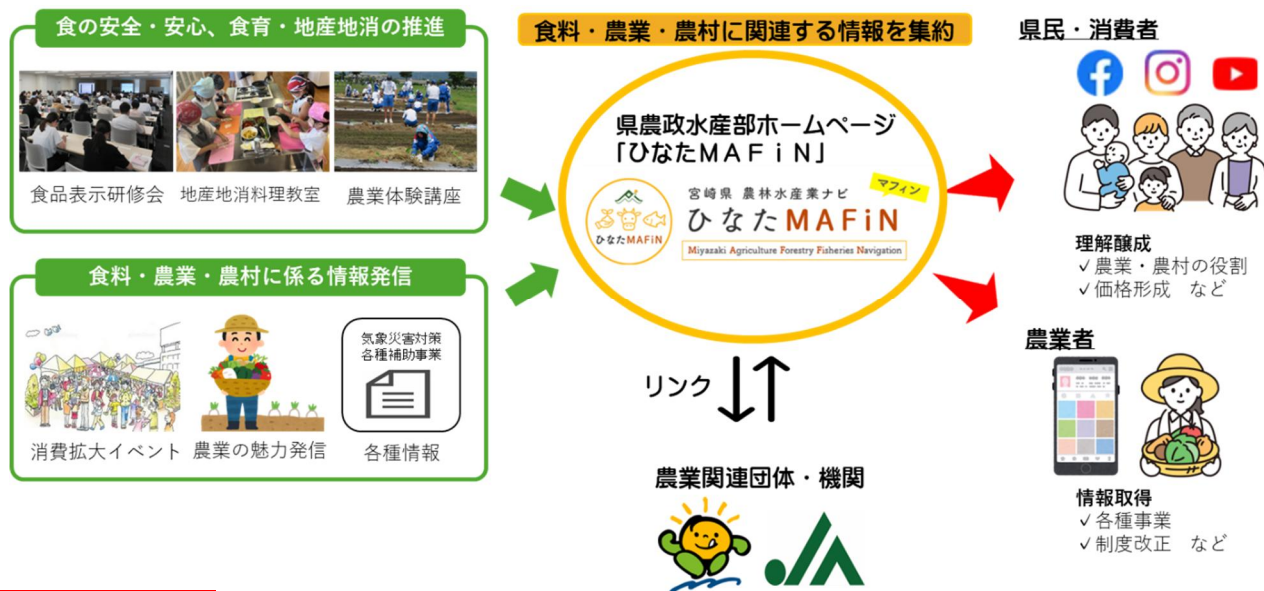 食の安全・安心、食育・地産地消の推進
食品表示研修会
地産地消料理教室
農業体験講座
食料・農業・農村に係る情報発信
消費拡大イベント
農業の魅力発信
気象災害対策
各種補助事業
各種情報
食料・農業・農村に関連する情報を集約
県農政水産部ホームページ
「ひなたMAFiN」
ひなたMAFiN
宮崎県 農林水産業ナビ
マフィン
ひなたMAFiN
Miyazaki Agriculture Forestry Fisheries Navigation
リンク
農業関連団体・機関
JA
県民・消費者
理解醸成
✓農業・農村の役割
✓価格形成 など
農業者
情報取得
✓各種事業
✓制度改正 など